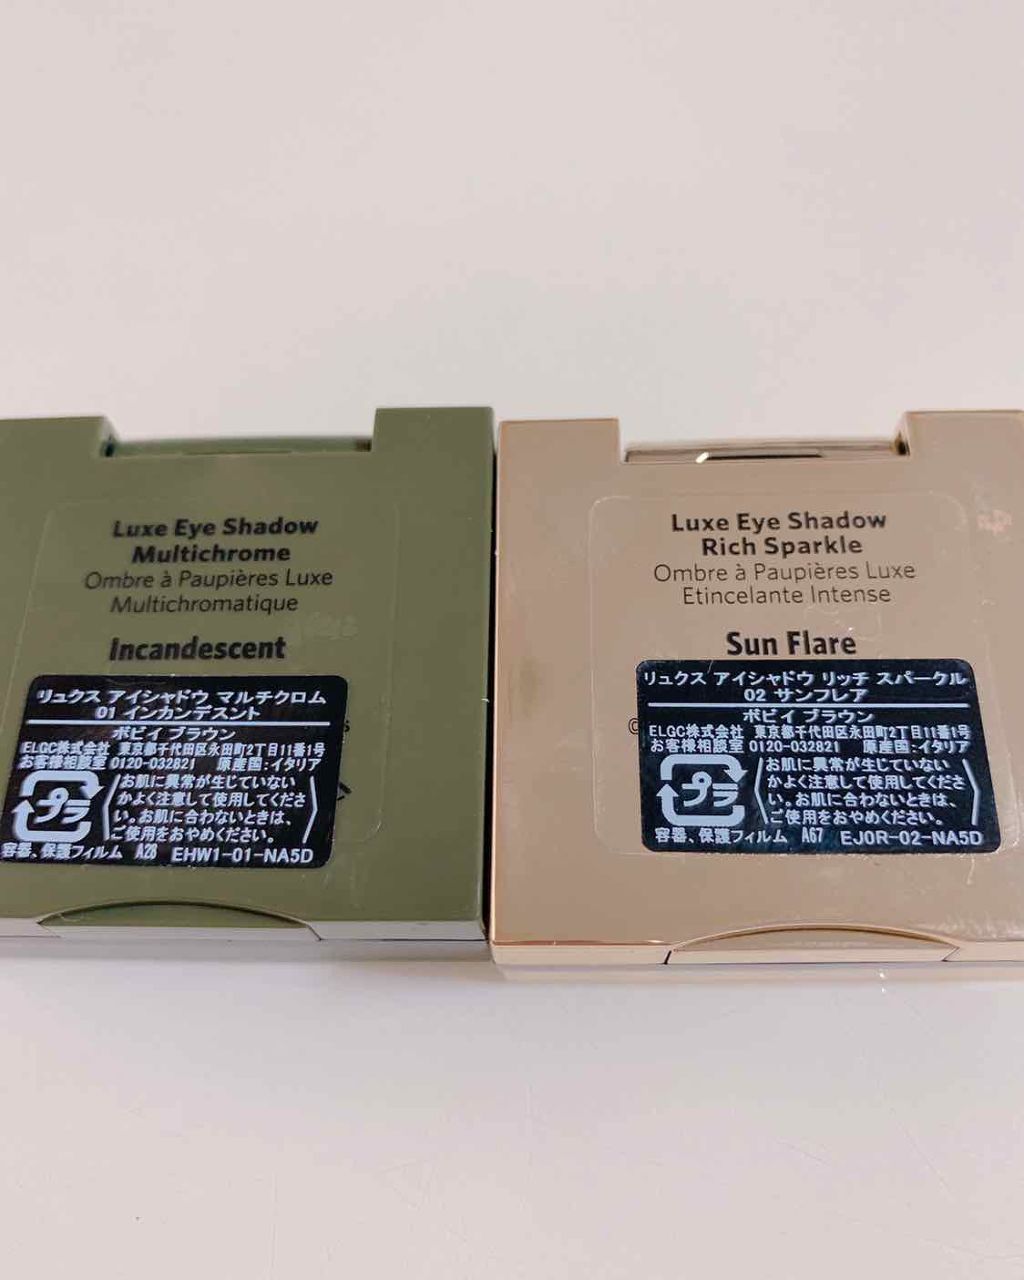 Luxe Eye Shadow
Multichrome
Ombre à Paupières Luxe
Multichromatique
Incandescent
リュクス アイシャドウ マルチクロム
01 インカンデスント
ボビイ ブラウン
ELGC株式会社 東京都千代田区永田町2丁目11番1号
お客様相談室 0120-032821 原産国:イタリア
お肌に異常が生じていない
かよく注意して使用してくださ
い。お肌に合わないときは、
ご使用をおやめください。
プラ
容器、保護フィルム A28 EHW1-01-NA5D
Luxe Eye Shadow
Rich Sparkle
Ombre à Paupières Luxe
Etincelante Intense
Sun Flare
リュクス アイシャドウ リッチ スパークル
02 サンフレア
ボビイ ブラウン
ELGC株式会社 東京都千代田区永田町2丁目11番1号
お客様相談室 0120-032821 原産国:イタリア
お肌に異常が生じていない
かよく注意して使用してくださ
い。お肌に合わないときは、
ご使用をおやめください。
プラ
容器、保護フィルム A67 EJ0R-02-NA5D